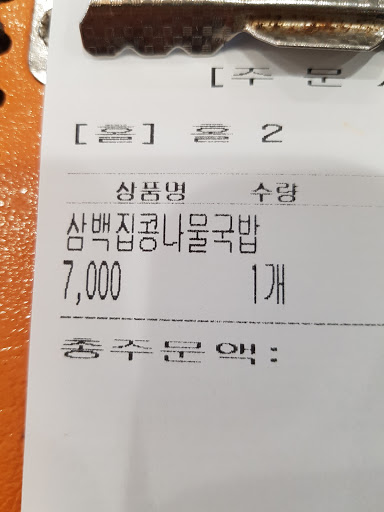 [주 문
[홀] 홀 2
상품명 수량
삼백집콩나물국밥
7,000 1개
총주문액: